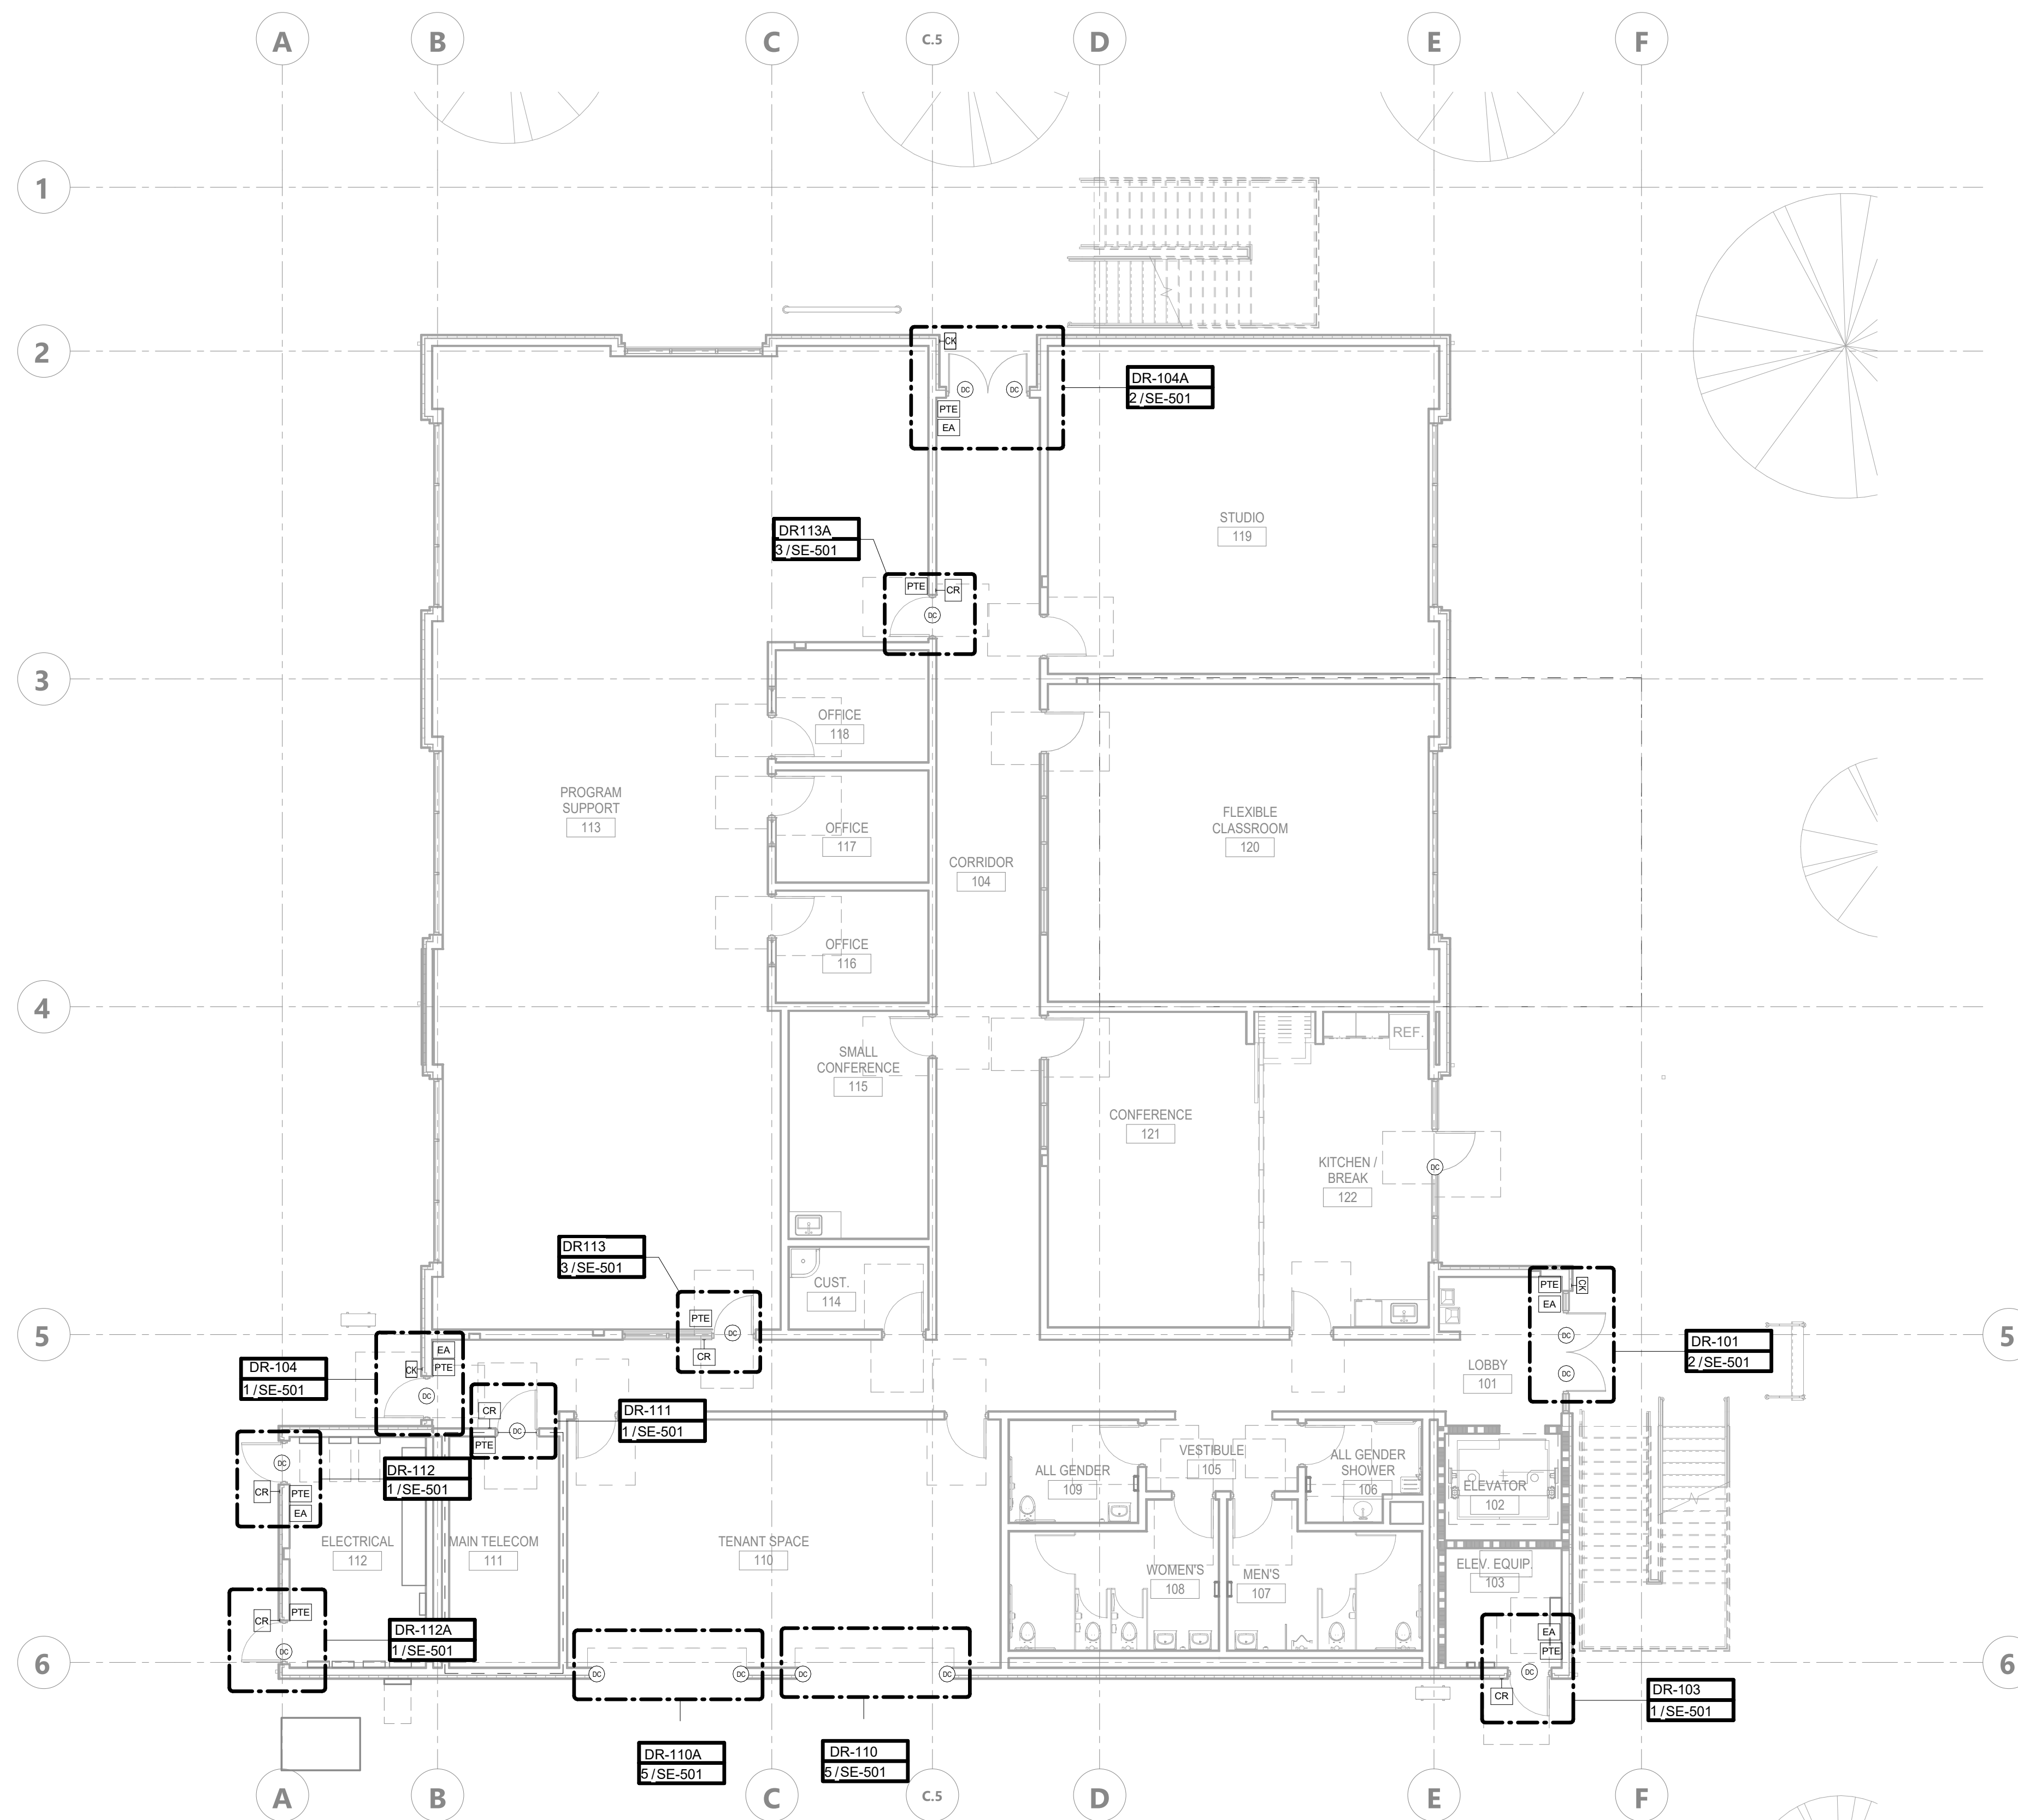 A
B
C
C.5
D
E
F
1
2
CK
DC
DC
PTE
EA
DR-104A
2 /SE-501
STUDIO
119
DR113A
3 /SE-501
PTE
CR
DC
3
OFFICE
118
PROGRAM
SUPPORT
113
OFFICE
117
FLEXIBLE
CLASSROOM
120
CORRIDOR
104
OFFICE
116
4
REF.
SMALL
CONFERENCE
115
CONFERENCE
121
KITCHEN /
BREAK
122
DC
DR113
3 /SE-501
CUST.
114
PTE
DC
CR
PTE
CK
EA
DC
DC
5
5
DR-101
2 /SE-501
LOBBY
101
DR-104
1 /SE-501
EA
CK
PTE
DC
CR
DC
PTE
DR-111
1 /SE-501
DC
CR
PTE
EA
DR-112
1 /SE-501
VESTIBULE
105
ALL GENDER
109
ALL GENDER
SHOWER
106
ELEVATOR
102
ELECTRICAL
112
MAIN TELECOM
111
TENANT SPACE
110
WOMEN'S
108
MEN'S
107
ELEV. EQUIP.
103
CR
PTE
DC
DR-112A
1 /SE-501
EA
PTE
DC
CR
6
6
DC
DC
DC
DC
DR-103
1 /SE-501
DR-110A
5 /SE-501
DR-110
5 /SE-501
A
B
C
C.5
D
E
F